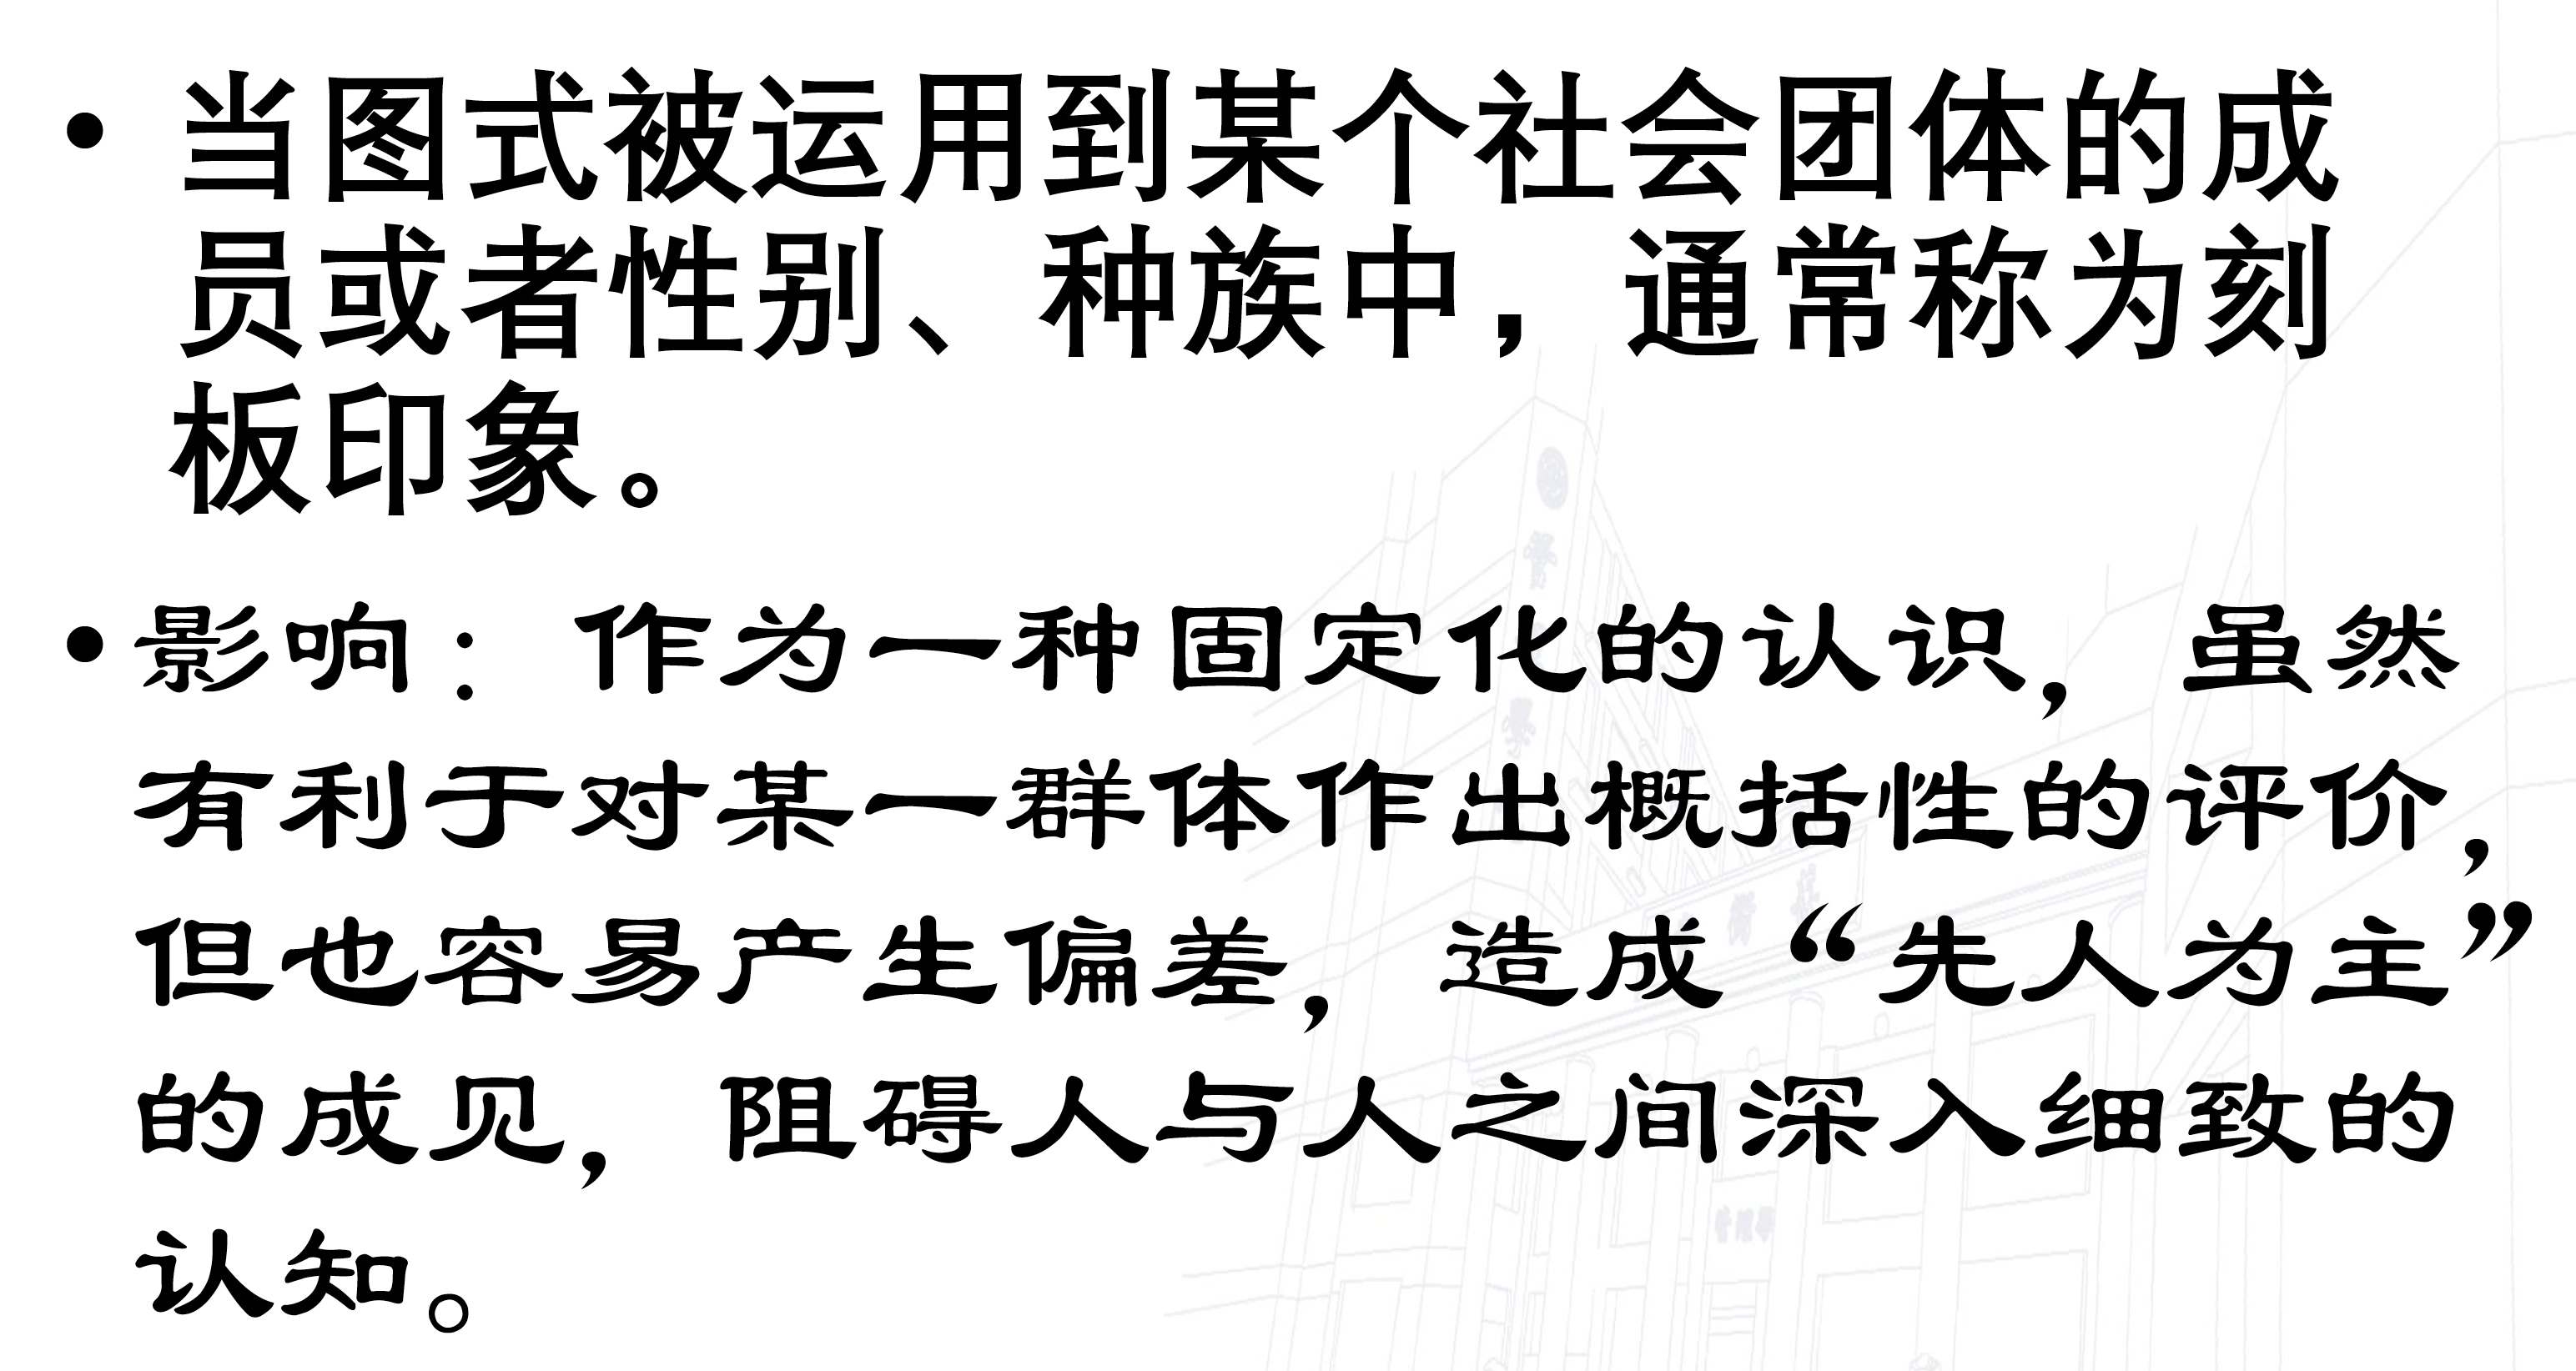 • 当图式被运用到某个社会团体的成
员或者性别、种族中，通常称为刻
板印象。
• 影响：作为一种固定化的认识，虽然
有利于对某一群体作出概括性的评价，
但也容易产生偏差，造成“先人为主”
的成见，阻碍人与人之间深入细致的
认知。